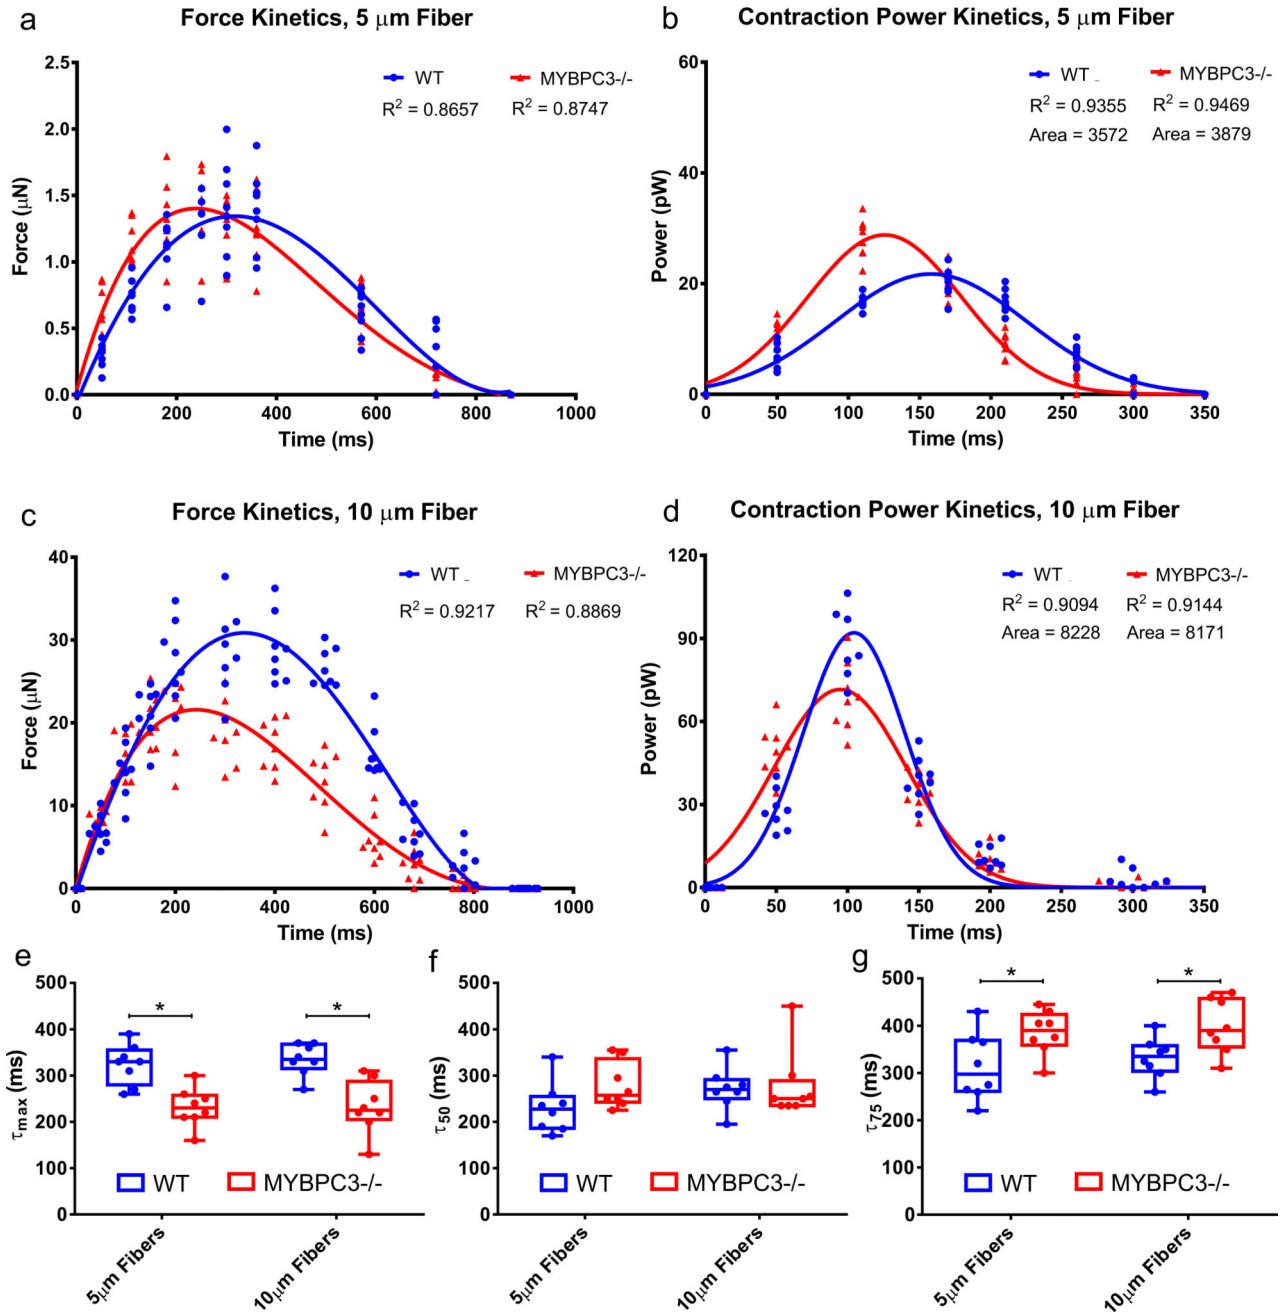 a
Force Kinetics, 5 μm Fiber
2.5
2.0
1.5
1.0
0.5
0.0
Force (μN)
WT
MYBPC3-/-
R² = 0.8657
R² = 0.8747
0
200
400
600
800
1000
Time (ms)
b
Contraction Power Kinetics, 5 μm Fiber
60
40
20
0
Power (pW)
WT
MYBPC3-/-
R² = 0.9355
R² = 0.9469
Area = 3572
Area = 3879
0
50
100
150
200
250
300
350
Time (ms)
c
Force Kinetics, 10 μm Fiber
40
30
20
10
0
Force (μN)
WT
MYBPC3-/-
R² = 0.9217
R² = 0.8869
0
200
400
600
800
1000
Time (ms)
d
Contraction Power Kinetics, 10 μm Fiber
120
90
60
30
0
Power (pW)
WT
MYBPC3-/-
R² = 0.9094
R² = 0.9144
Area = 8228
Area = 8171
0
50
100
150
200
250
300
350
Time (ms)
e
500
400
300
200
100
0
τmax (ms)
*
*
WT
MYBPC3-/-
5μm Fibers
10μm Fibers
f
500
400
300
200
100
0
τ50 (ms)
WT
MYBPC3-/-
5μm Fibers
10μm Fibers
g
500
400
300
200
100
0
τ75 (ms)
*
*
WT
MYBPC3-/-
5μm Fibers
10μm Fibers